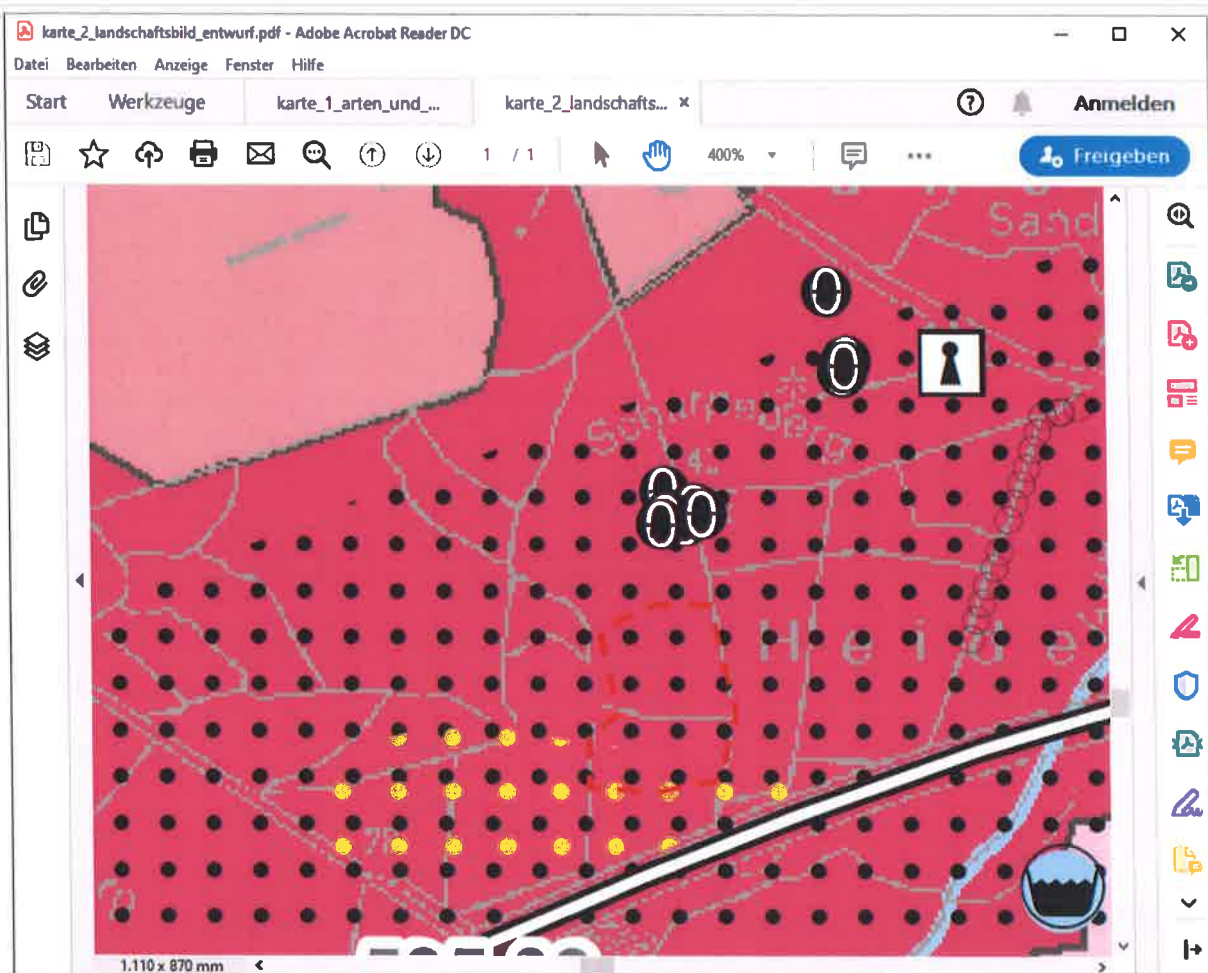 karte_2_landschaftsbild_entwurf.pdf - Adobe Acrobat Reader DC
Datei Bearbeiten Anzeige Fenster Hilfe
Start Werkzeuge karte_1_arten_und_... karte_2_landschafts... × ? Anmelden
1 / 1 400% Freigeben
Sand
Scharfenberg
Heide
1.110 x 870 mm